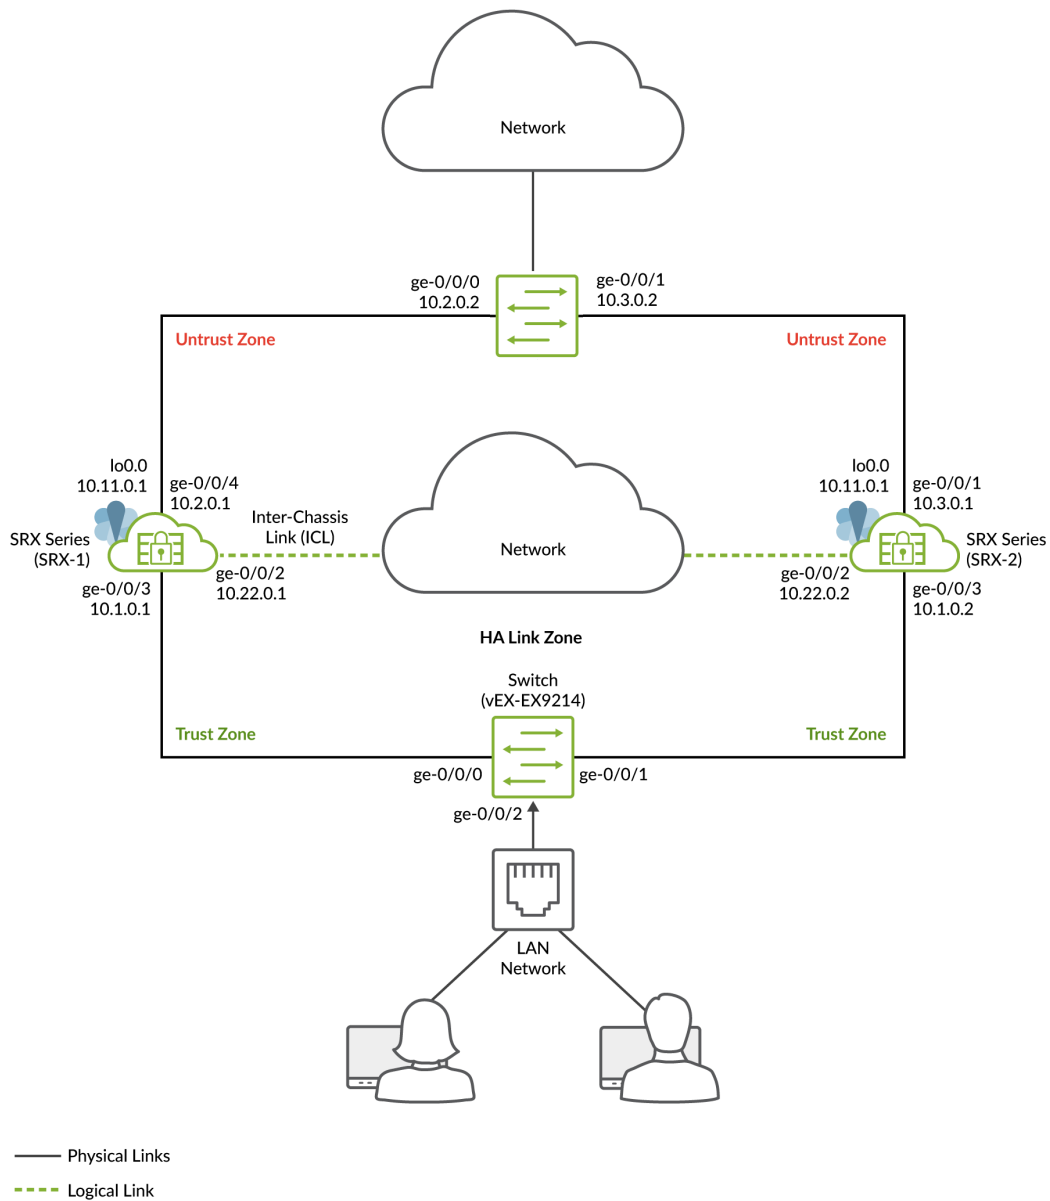 Network
ge-0/0/0
10.2.0.2
ge-0/0/1
10.3.0.2
Untrust Zone
Untrust Zone
lo0.0
10.11.0.1
ge-0/0/4
10.2.0.1
lo0.0
10.11.0.1
ge-0/0/1
10.3.0.1
Inter-Chassis
Link (ICL)
SRX Series
(SRX-1)
Network
SRX Series
(SRX-2)
ge-0/0/3
10.1.0.1
ge-0/0/2
10.22.0.1
ge-0/0/2
10.22.0.2
ge-0/0/3
10.1.0.2
HA Link Zone
Switch
(vEX-EX9214)
Trust Zone
Trust Zone
ge-0/0/0
ge-0/0/1
ge-0/0/2
LAN
Network
Physical Links
Logical Link